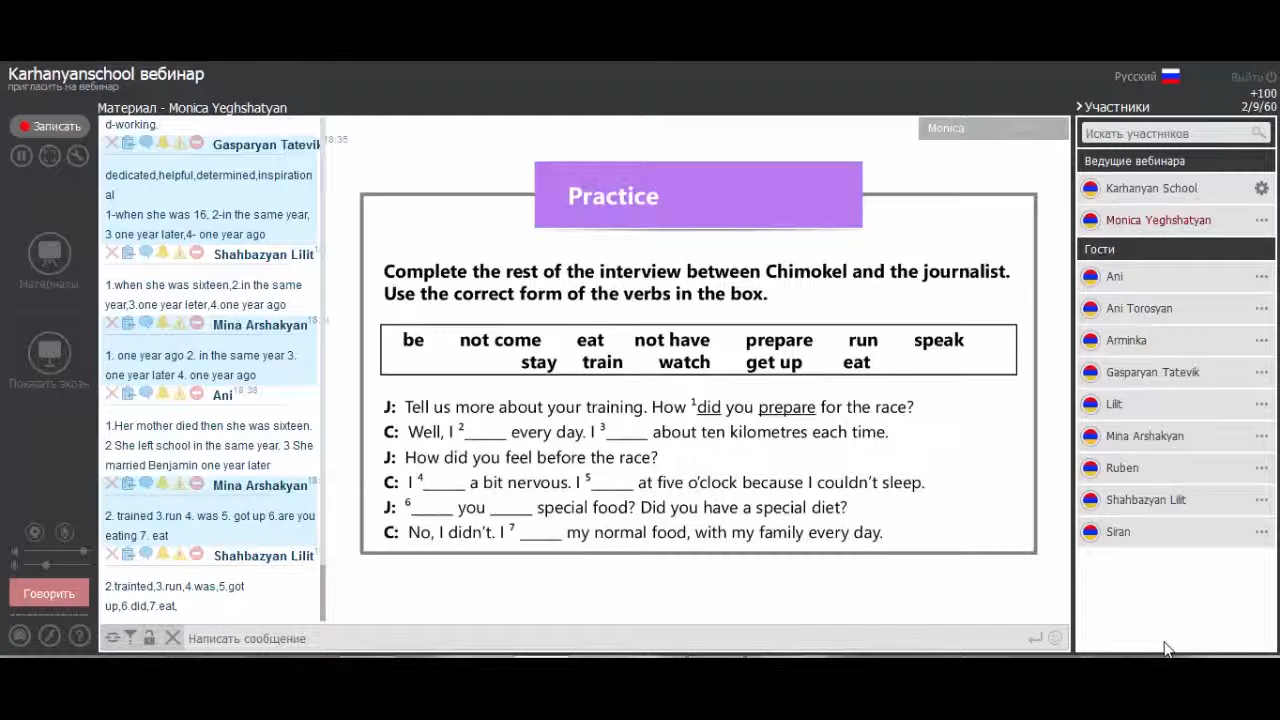 Karhanyanschool вебинар
пригласить на вебинар
Русский
Выйти
+100
2/9/60
Материал - Monica Yeghshatyan
Участники
Записать
Материалы
Показать экран
Говорить
d-working.
Gasparyan Tatevik
18:35
dedicated,helpful,determined,inspiration
al
1-when she was 16, 2-in the same year,
3 one year later,4- one year ago
Shahbazyan Lilit
1.when she was sixteen,2.in the same
year,3.one year leter,4.one year ago
Mina Arshakyan
1. one year ago 2. in the same year 3.
one year later 4. one year ago
Ani
18:38
1.Her mother died then she was sixteen.
2 She left school in the same year. 3 She
married Benjamin one year later
Mina Arshakyan
2. trained 3.run 4. was 5. got up 6.are you
eating 7. eat
Shahbazyan Lilit
2.trainted,3.run,4.was,5.got
up,6.did,7.eat,
Написать сообщение
Monica
Practice
Complete the rest of the interview between Chimokel and the journalist.
Use the correct form of the verbs in the box.
be not come eat not have prepare run speak
stay train watch get up eat
J: Tell us more about your training. How ¹did you prepare for the race?
C: Well, I ²_____ every day. I ³_____ about ten kilometres each time.
J: How did you feel before the race?
C: I ⁴_____ a bit nervous. I ⁵_____ at five o’clock because I couldn’t sleep.
J: ⁶_____ you _____ special food? Did you have a special diet?
C: No, I didn’t. I ⁷ _____ my normal food, with my family every day.
Искать участников
Ведущие вебинара
Karhanyan School
Monica Yeghshatyan
Гости
Ani
Ani Torosyan
Arminka
Gasparyan Tatevik
Lilit
Mina Arshakyan
Ruben
Shahbazyan Lilit
Siran